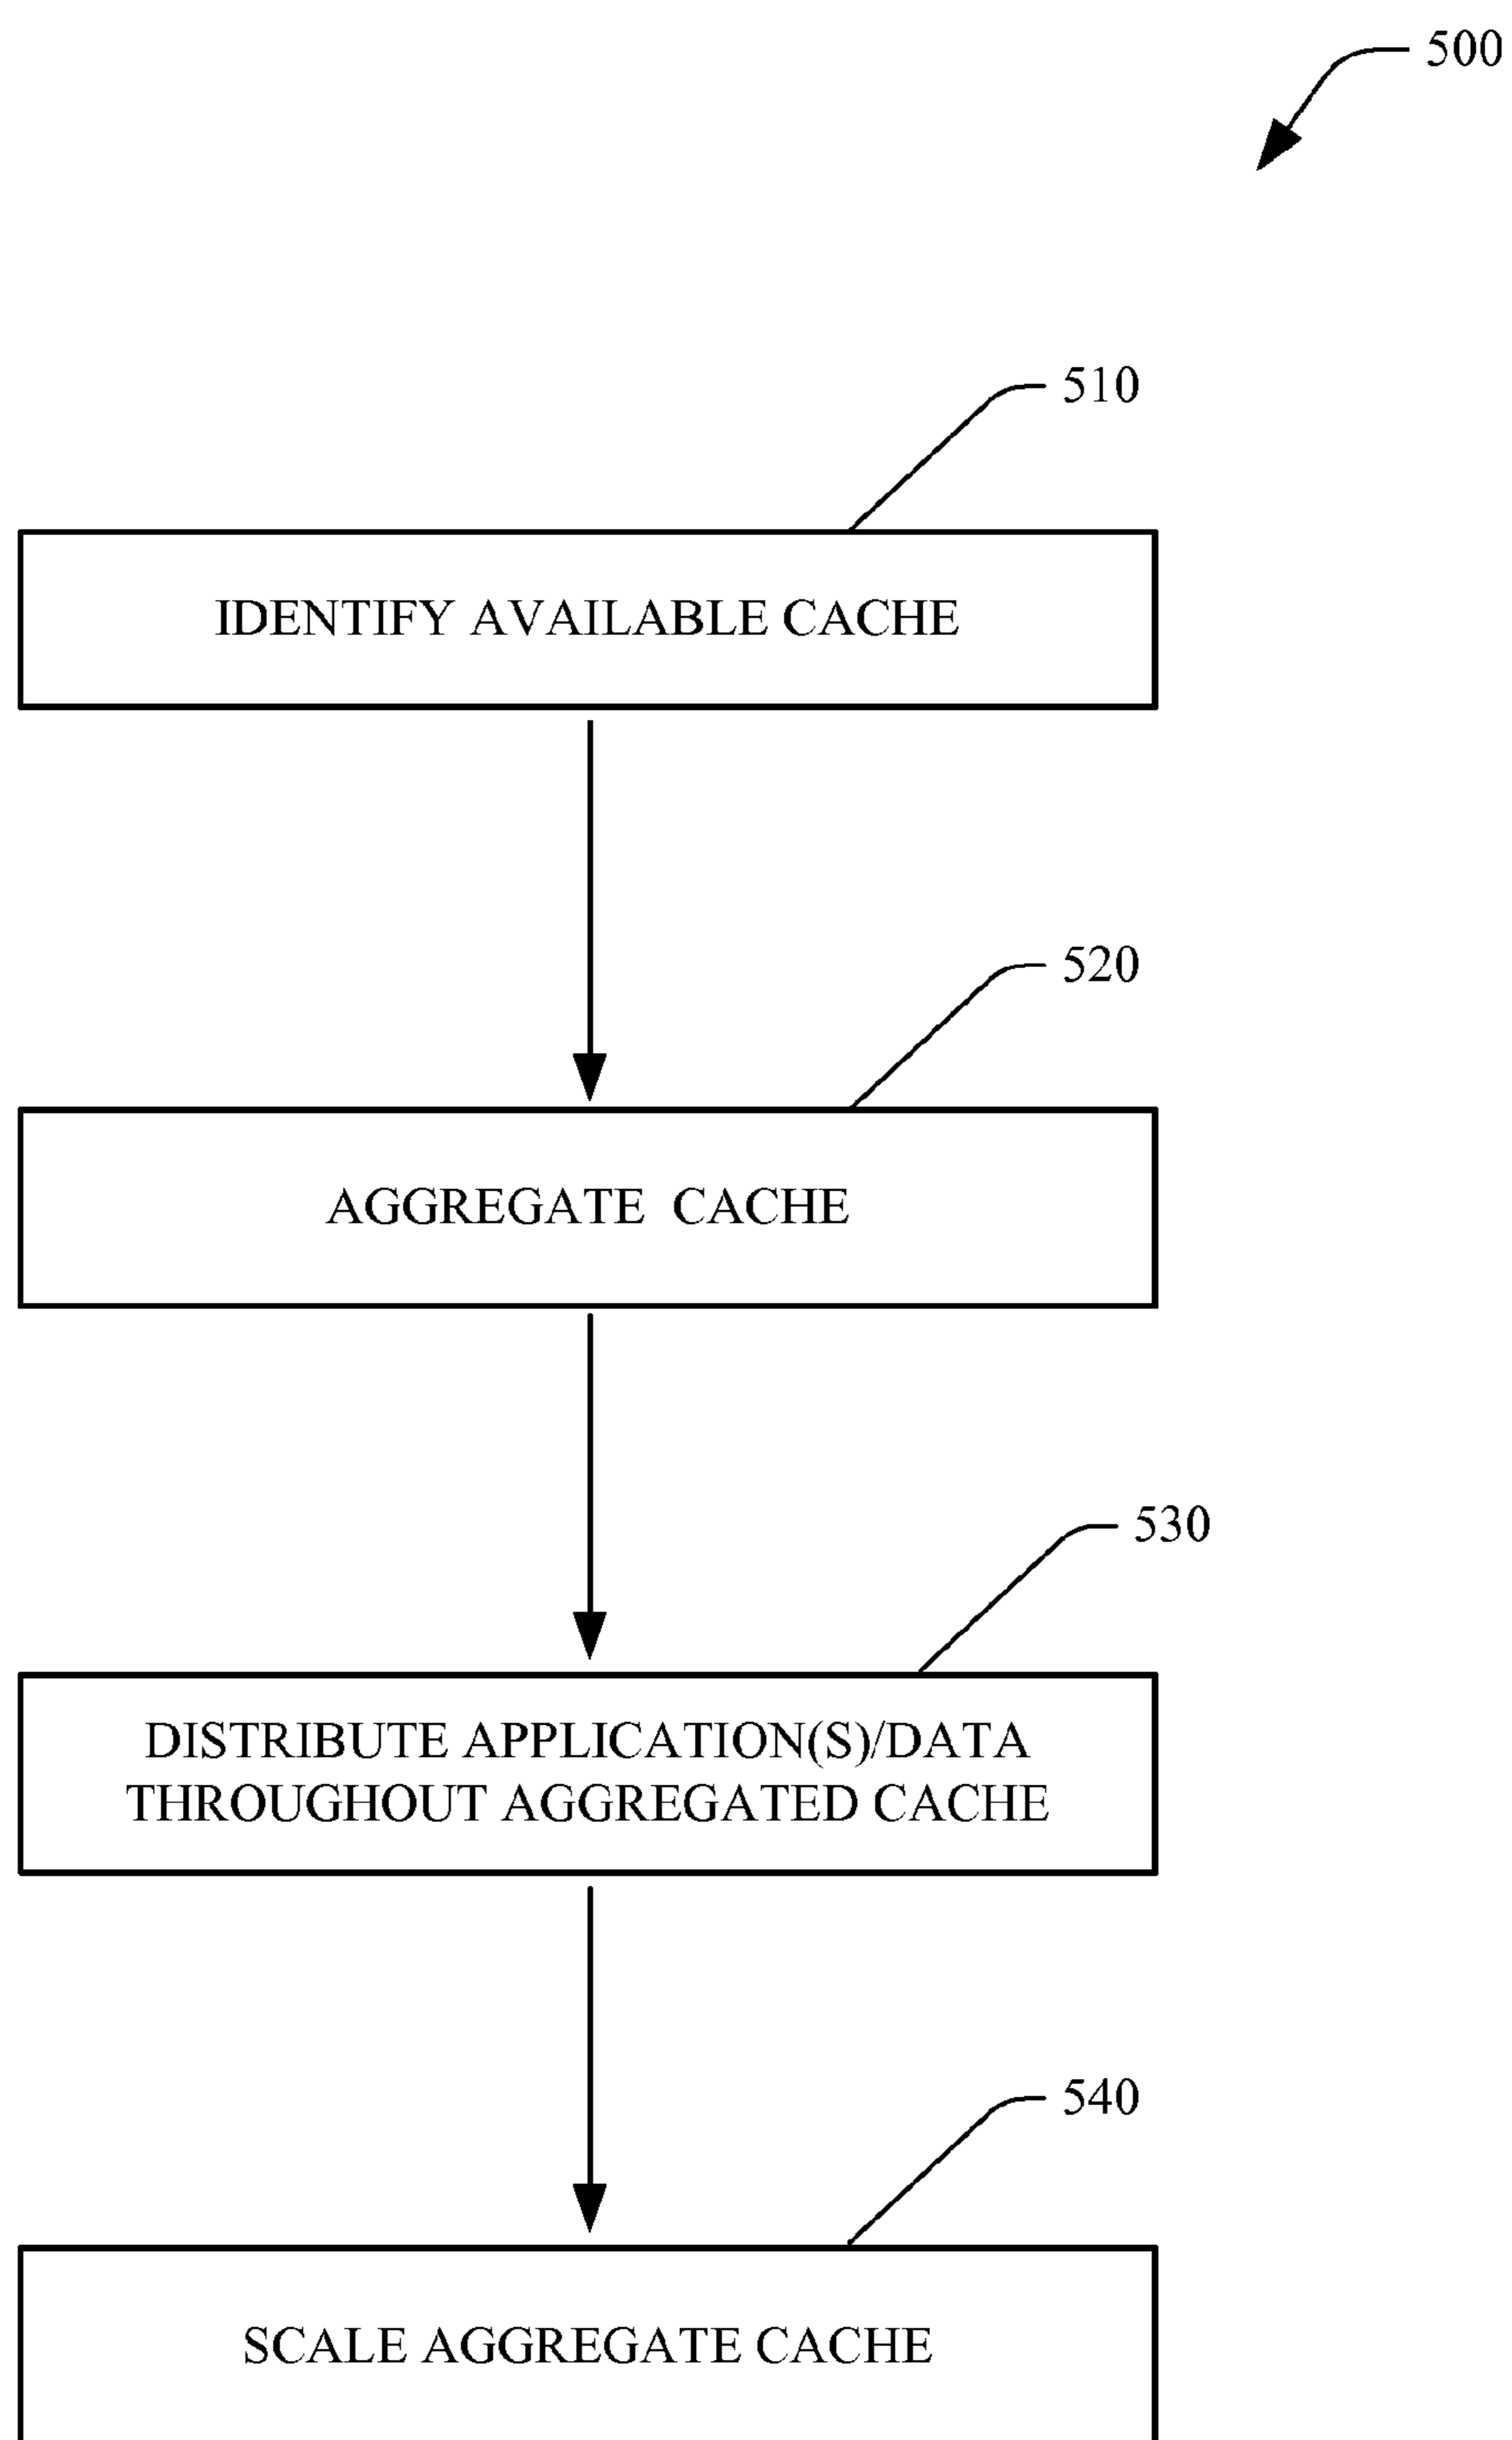 500
510
IDENTIFY AVAILABLE CACHE
520
AGGREGATE CACHE
530
DISTRIBUTE APPLICATION(S)/DATA
THROUGHOUT AGGREGATED CACHE
540
SCALE AGGREGATE CACHE